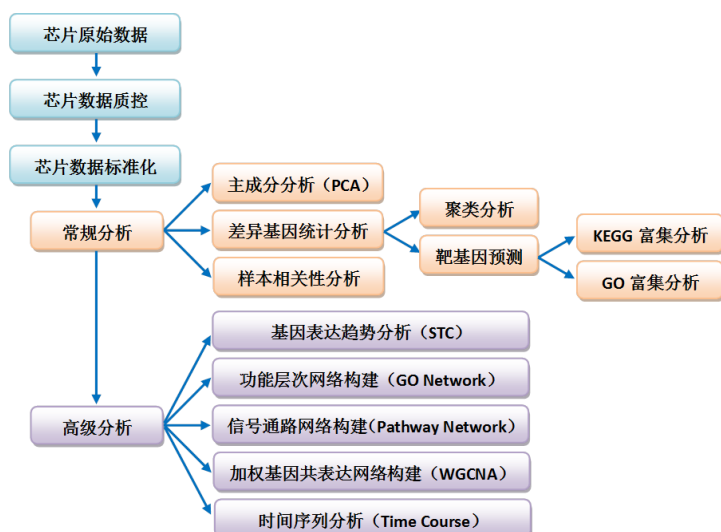 芯片原始数据
芯片数据质控
芯片数据标准化
常规分析
主成分分析（PCA）
差异基因统计分析
样本相关性分析
聚类分析
靶基因预测
KEGG 富集分析
GO 富集分析
高级分析
基因表达趋势分析（STC）
功能层次网络构建（GO Network）
信号通路网络构建(Pathway Network）
加权基因共表达网络构建（WGCNA）
时间序列分析（Time Course）